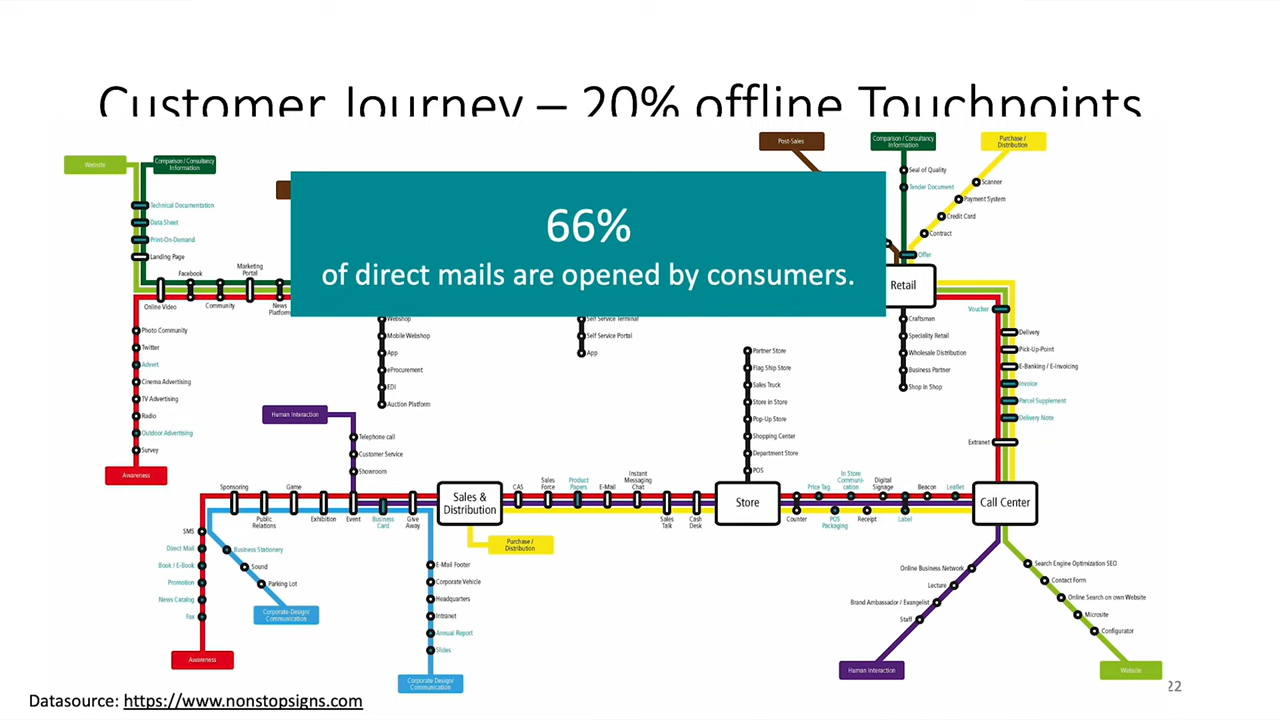 Customer Journey – 20% offline Touchpoints
Website
Comparison / Consultancy
Information
Post-Sales
Comparison / Consultancy
Information
Purchase /
Distribution
66%
of direct mails are opened by consumers.
Technical Documentation
Data Sheet
Print-On-Demand
Landing Page
Facebook
Marketing
Portal
Online Video
Community
News
Platform
Seal of Quality
Tender Document
Scanner
Payment System
Credit Card
Contract
Offer
Retail
Photo Community
Twitter
Advert
Cinema Advertising
TV Advertising
Radio
Outdoor Advertising
Survey
Awareness
Webshop
Mobile Webshop
App
eProcurement
EDI
Auction Platform
Self Service Terminal
Self Service Portal
App
Partner Store
Flag Ship Store
Sales Truck
Store in Store
Pop-Up Store
Shopping Center
Department Store
POS
Craftsman
Speciality Retail
Wholesale Distribution
Business Partner
Shop in Shop
Voucher
Delivery
Pick-Up-Point
E-Banking / E-Invoicing
Invoice
Parcel Supplement
Delivery Note
Extranet
Human Interaction
Telephone call
Customer Service
Showroom
Sponsoring
Game
Public
Relations
Exhibition
Event
Business
Card
Give
Away
Sales &
Distribution
CAS
Sales
Force
Product
Papers
E-Mail
Instant
Messaging
Chat
Sales
Talk
Cash
Desk
Store
Price Tag
In Store
Communi-
cation
Digital
Signage
Beacon
Leaflet
Counter
POS
Packaging
Receipt
Label
Call Center
Purchase /
Distribution
SMS
Direct Mail
Book / E-Book
Promotion
News Catalog
Fax
Awareness
Business Stationery
Sound
Parking Lot
Corporate-Design/
Communication
E-Mail Footer
Corporate Vehicle
Headquarters
Intranet
Annual Report
Slides
Corporate Design/
Communication
Online Business Network
Lecture
Brand Ambassador / Evangelist
Staff
Human Interaction
Search Engine Optimization SEO
Contact Form
Online Search on own Website
Microsite
Configurator
Website
Datasource: https://www.nonstopsigns.com
22